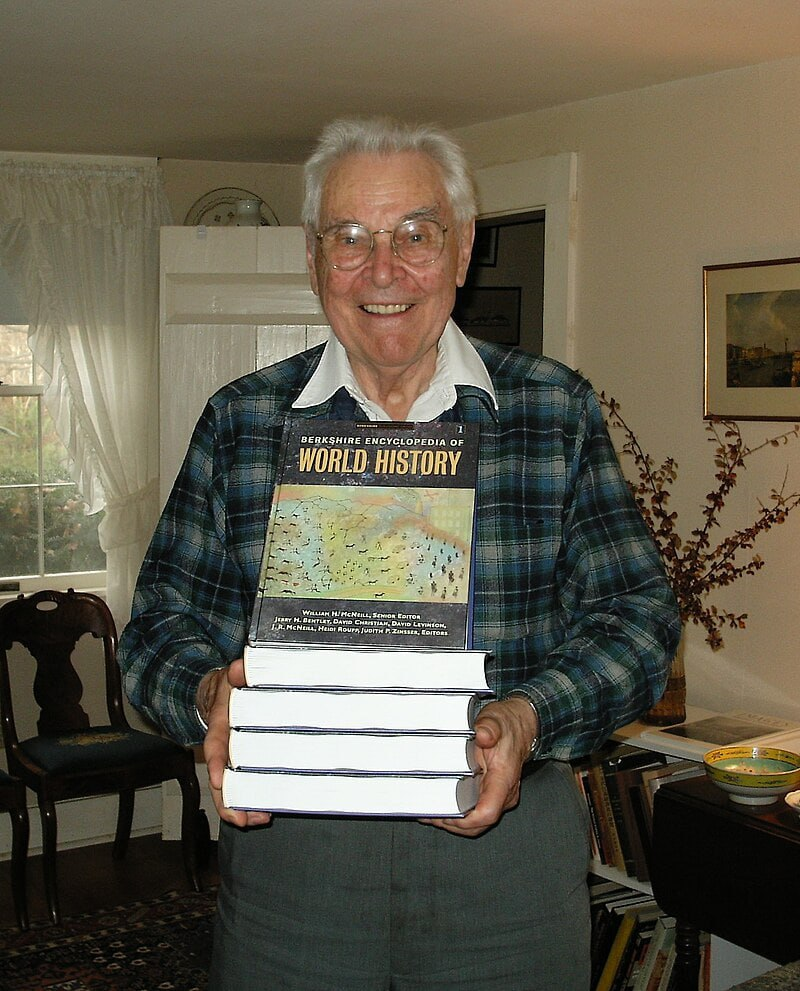 1
BERKSHIRE ENCYCLOPEDIA OF
WORLD HISTORY
WILLIAM H. MCNEILL, SENIOR EDITOR
JERRY H. BENTLEY, DAVID CHRISTIAN, DAVID LEVINSON,
J. R. MCNEILL, HEIDI ROUPP, JUDITH P. ZINSSER, EDITORS